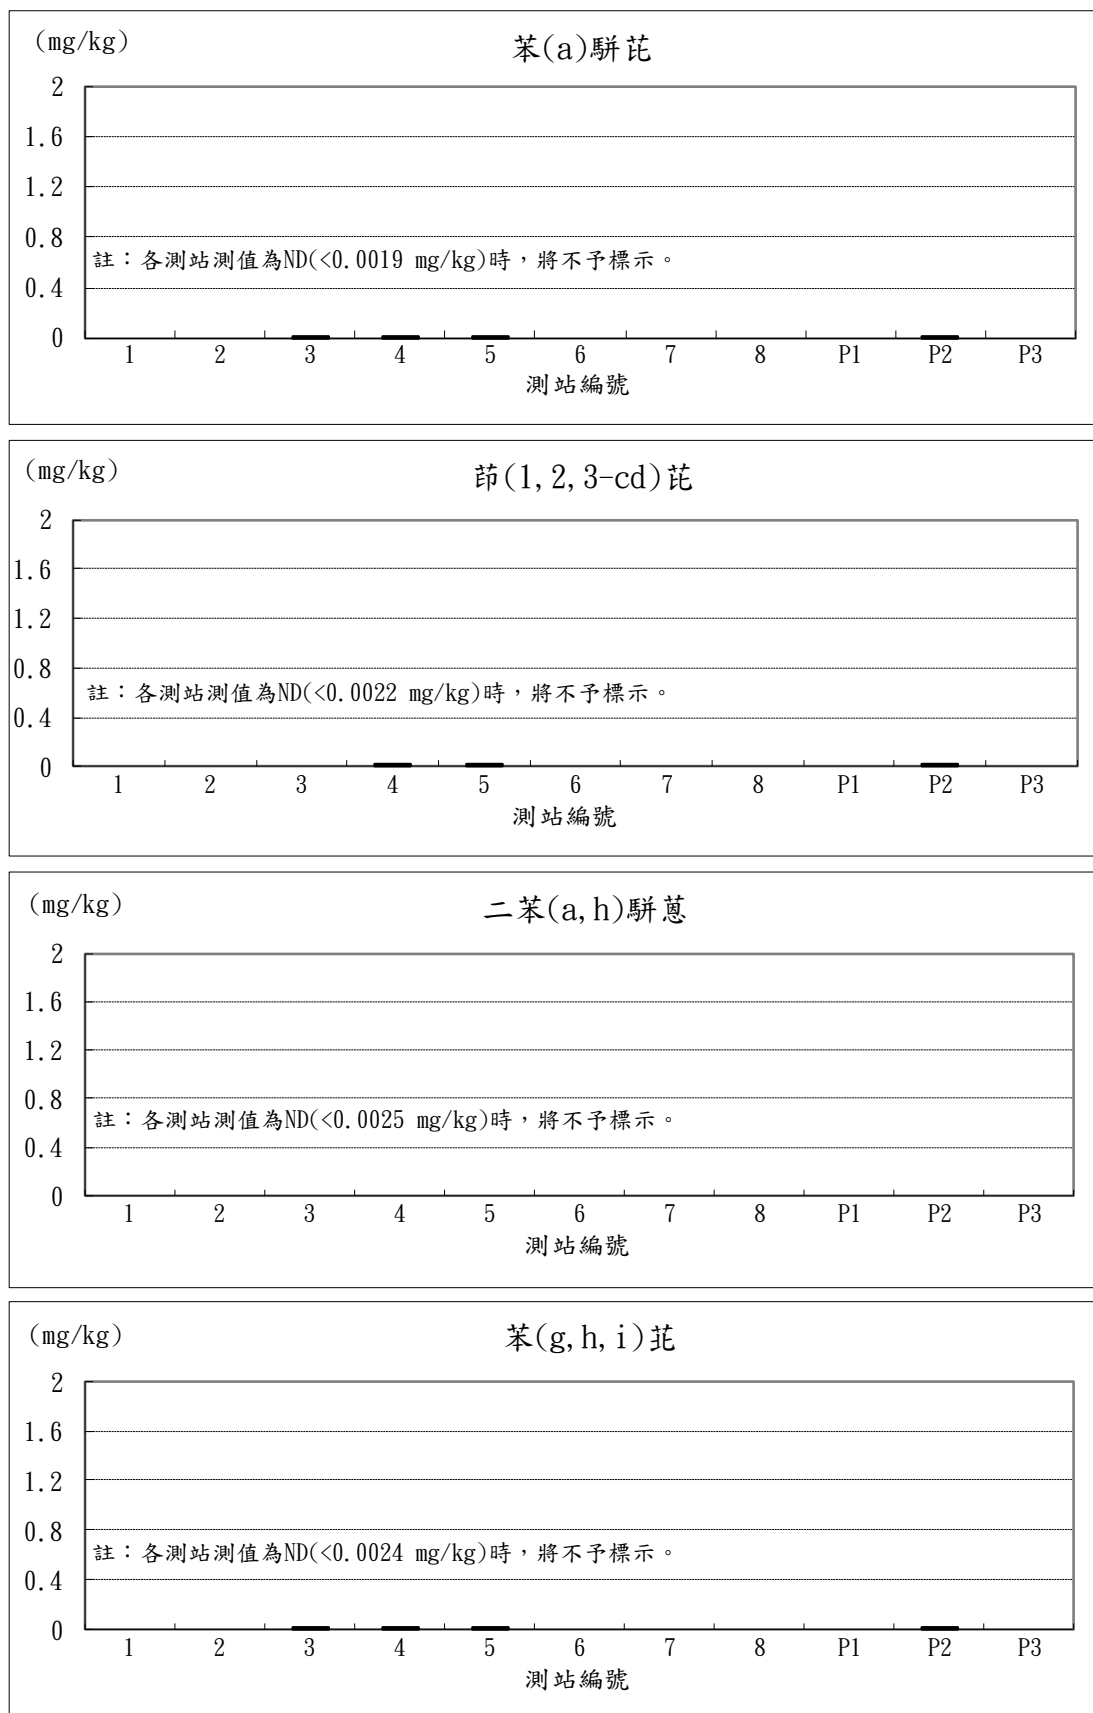 (mg/kg)
苯(a)駢芘
2
1.6
1.2
0.8
註：各測站測值為ND(<0.0019 mg/kg)時，將不予標示。
0.4
0
1 2 3 4 5 6 7 8 P1 P2 P3
測站編號
(mg/kg)
茚(1,2,3-cd)芘
2
1.6
1.2
0.8
註：各測站測值為ND(<0.0022 mg/kg)時，將不予標示。
0.4
0
1 2 3 4 5 6 7 8 P1 P2 P3
測站編號
(mg/kg)
二苯(a,h)駢蒽
2
1.6
1.2
0.8
註：各測站測值為ND(<0.0025 mg/kg)時，將不予標示。
0.4
0
1 2 3 4 5 6 7 8 P1 P2 P3
測站編號
(mg/kg)
苯(g,h,i)苝
2
1.6
1.2
0.8
註：各測站測值為ND(<0.0024 mg/kg)時，將不予標示。
0.4
0
1 2 3 4 5 6 7 8 P1 P2 P3
測站編號